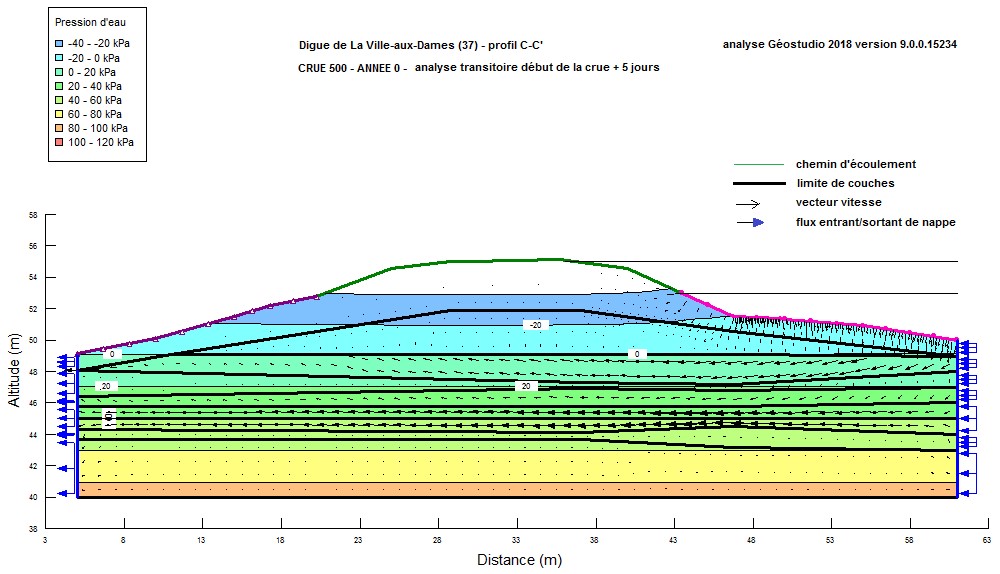 Pression d'eau
-40 - -20 kPa
-20 - 0 kPa
0 - 20 kPa
20 - 40 kPa
40 - 60 kPa
60 - 80 kPa
80 - 100 kPa
100 - 120 kPa
Digue de La Ville-aux-Dames (37) - profil C-C'
analyse Géostudio 2018 version 9.0.0.15234
CRUE 500 - ANNEE 0 - analyse transitoire début de la crue + 5 jours
chemin d'écoulement
limite de couches
vecteur vitesse
flux entrant/sortant de nappe
58
56
54
52
50
48
46
44
42
40
38
Altitude (m)
-20
0
0
20
20
3
8
13
18
23
28
33
38
43
48
53
58
63
Distance (m)